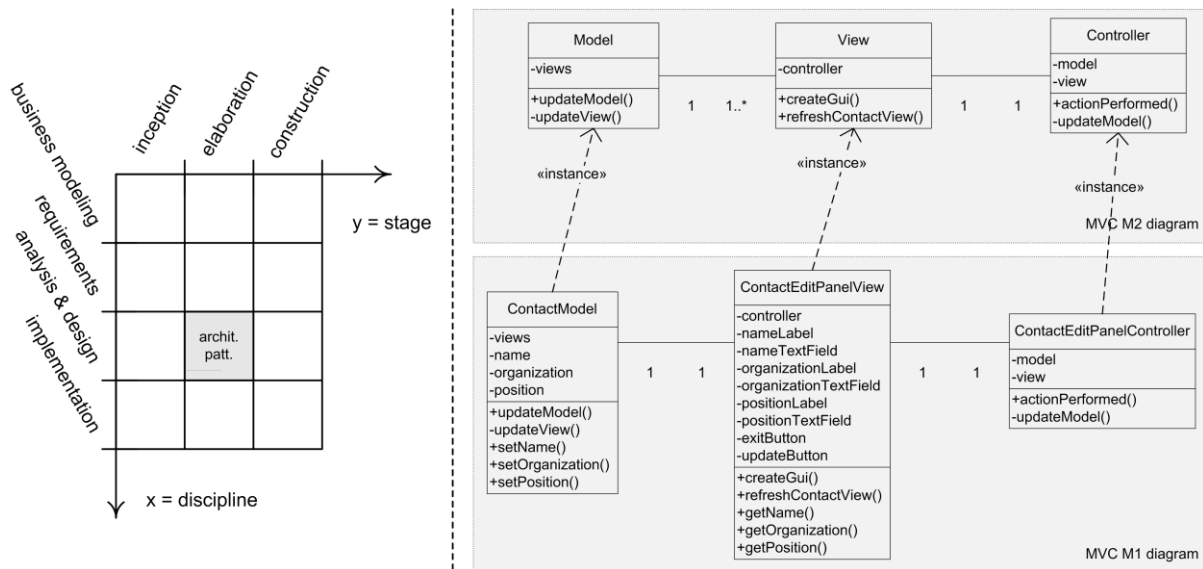 business modeling
requirements
analysis & design
implementation
inception
elaboration
construction
y = stage
archit.
patt.
x = discipline
Model
-views
+updateModel()
-updateView()
1
1..*
View
-controller
+createGui()
+refreshContactView()
1
1
Controller
-model
-view
+actionPerformed()
-updateModel()
«instance»
«instance»
«instance»
MVC M2 diagram
ContactModel
-views
-name
-organization
-position
+updateModel()
-updateView()
+setName()
+setOrganization()
+setPosition()
1
1
ContactEditPanelView
-controller
-nameLabel
-nameTextField
-organizationLabel
-organizationTextField
-positionLabel
-positionTextField
-exitButton
-updateButton
+createGui()
+refreshContactView()
+getName()
+getOrganization()
+getPosition()
1
1
ContactEditPanelController
-model
-view
+actionPerformed()
-updateModel()
MVC M1 diagram